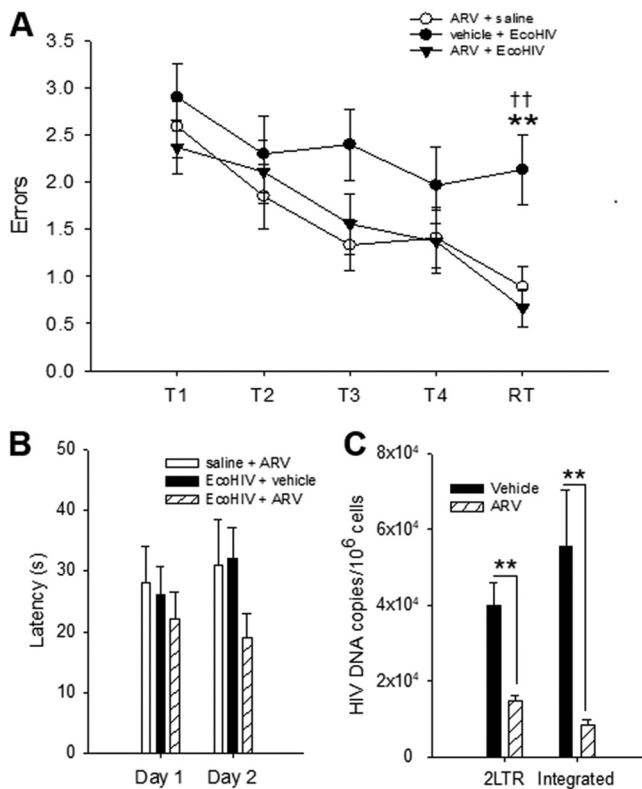 A
ARV + saline
vehicle + EcoHIV
ARV + EcoHIV
3.5
3.0
2.5
2.0
1.5
1.0
0.5
0.0
Errors
††
**
T1 T2 T3 T4 RT
B
50
40
30
20
10
0
Latency (s)
saline + ARV
EcoHIV + vehicle
EcoHIV + ARV
Day 1 Day 2
C
8x10⁴
6x10⁴
4x10⁴
2x10⁴
0
HIV DNA copies/10⁶ cells
Vehicle
ARV
**
**
2LTR Integrated